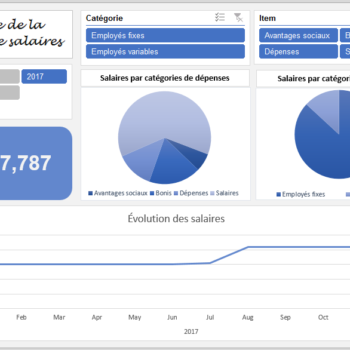 e de la
e salaires
2017
7,787
Catégorie
Employés fixes
Employés variables
Item
Avantages sociaux
B
Dépenses
S
Salaires par catégories de dépenses
Avantages sociaux Bonis Dépenses Salaires
Salaires par catégor
Employés fixes
Évolution des salaires
Feb Mar Apr May Jun Jul Aug Sep Oct
2017